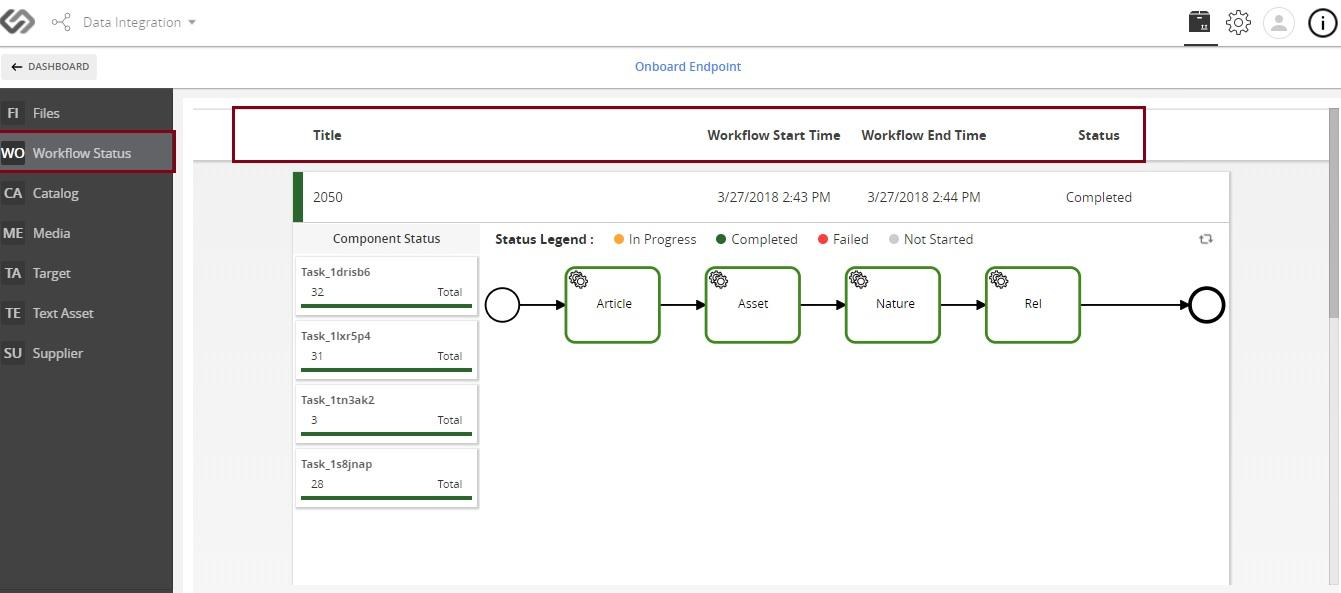 Data Integration
DASHBOARD
Onboard Endpoint
FI Files
WO Workflow Status
CA Catalog
ME Media
TA Target
TE Text Asset
SU Supplier
Title Workflow Start Time Workflow End Time Status
2050 3/27/2018 2:43 PM 3/27/2018 2:44 PM Completed
Component Status
Status Legend : In Progress Completed Failed Not Started
Task_1drisb6
32 Total
Task_1lxr5p4
31 Total
Task_1tn3ak2
3 Total
Task_1s8jnap
28 Total
Article Asset Nature Rel